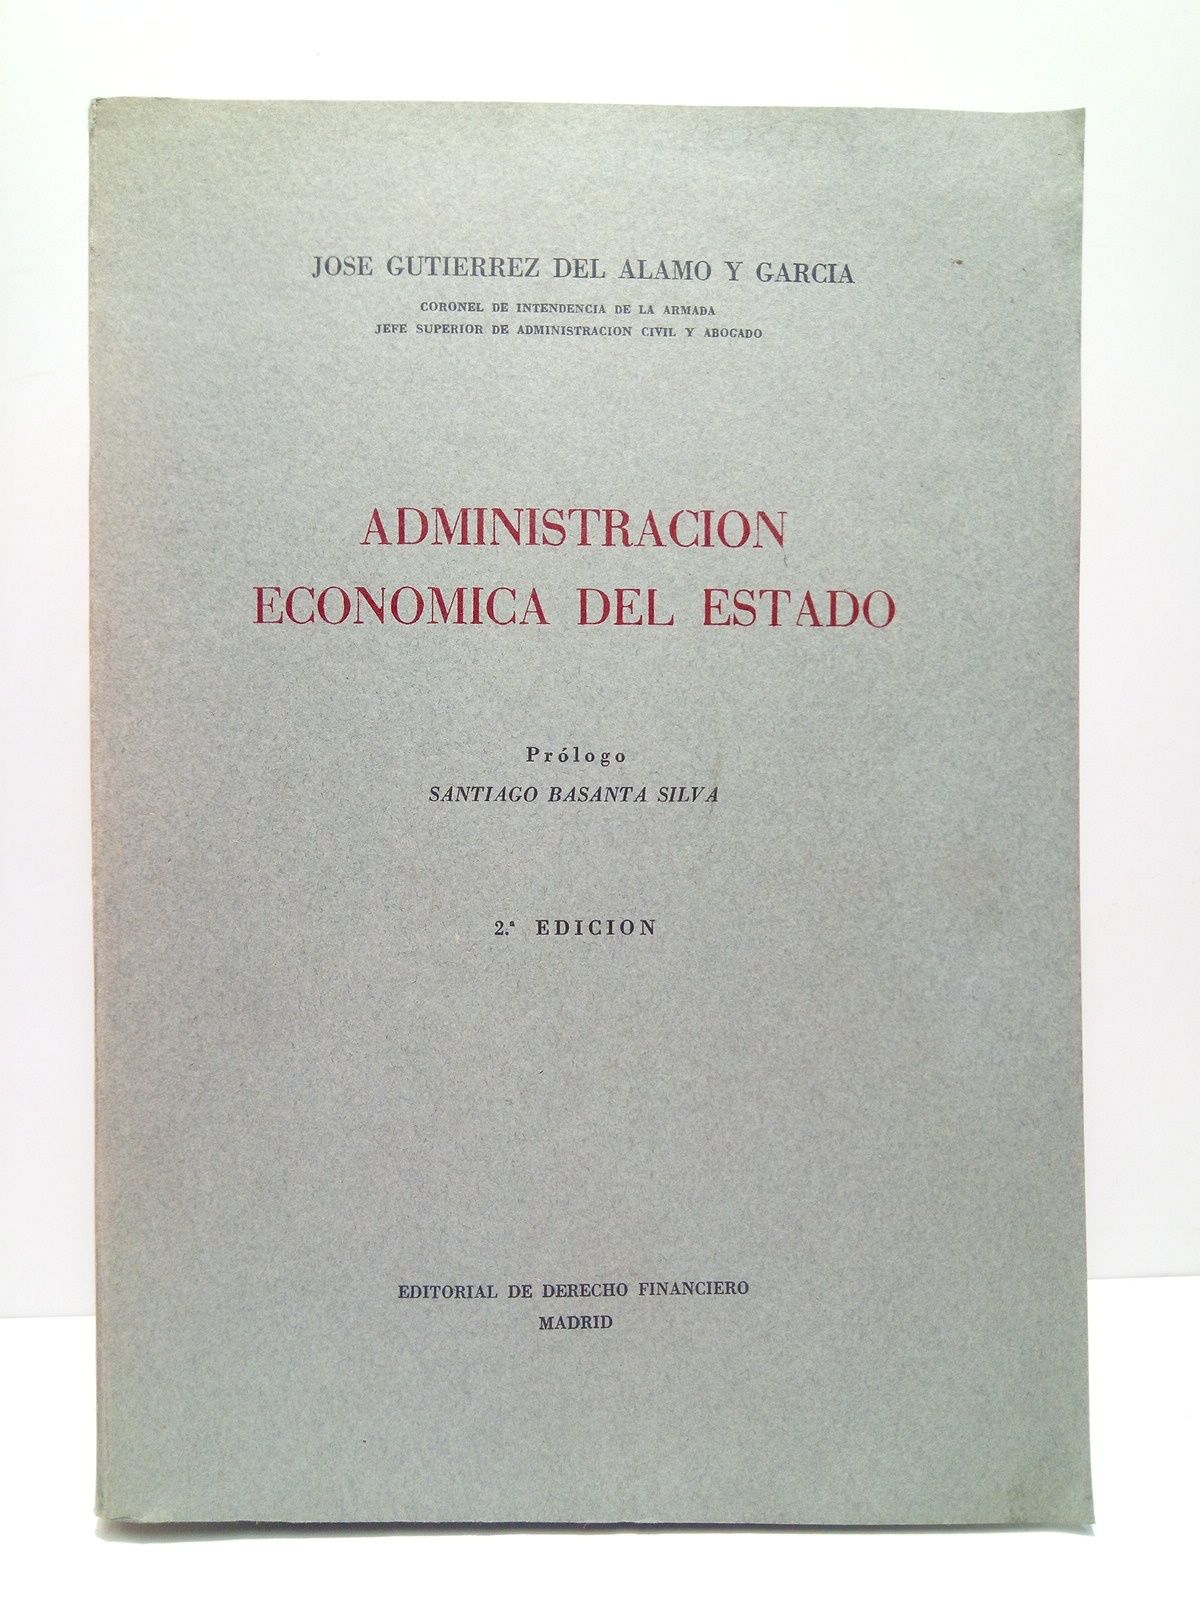 JOSE GUTIERREZ DEL ALAMO Y GARCIA
CORONEL DE INTENDENCIA DE LA ARMADA
JEFE SUPERIOR DE ADMINISTRACION CIVIL Y ABOGADO
ADMINISTRACION
ECONOMICA DEL ESTADO
Prólogo
SANTIAGO BASANTA SILVA
2.ª EDICION
EDITORIAL DE DERECHO FINANCIERO
MADRID